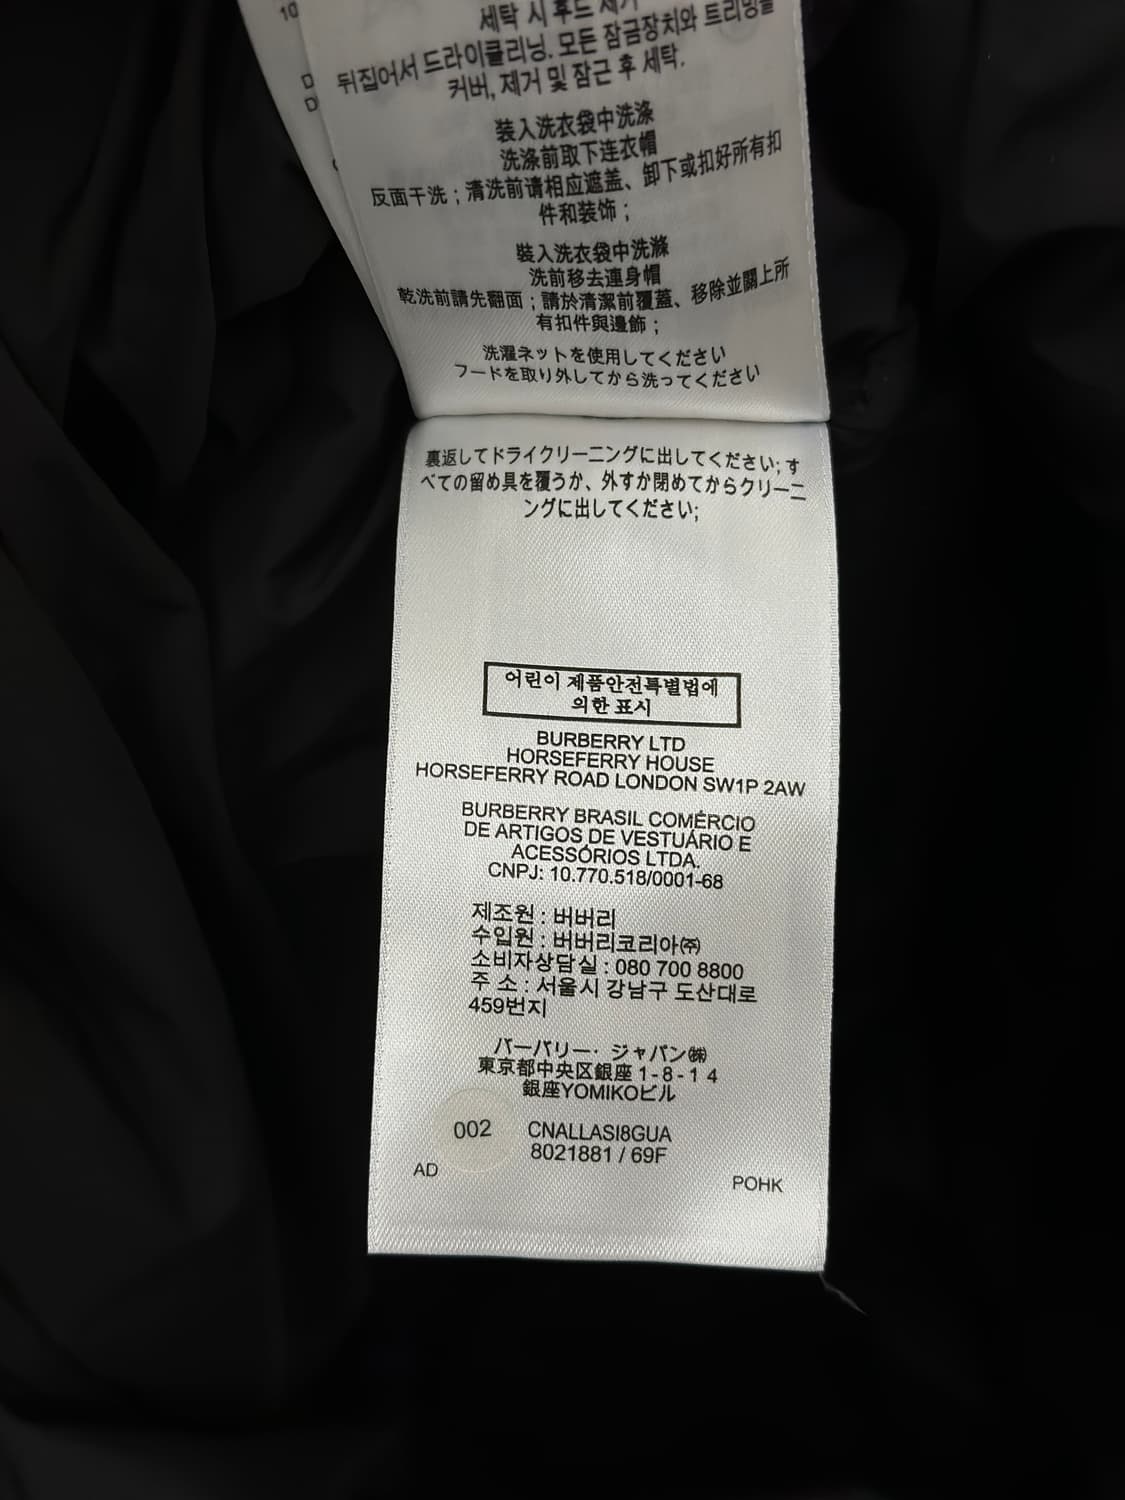 10
D
D
세탁 시 후드 제거
뒤집어서 드라이클리닝. 모든 잠금장치와 트리밍을
커버, 제거 및 잠근 후 세탁.
装入洗衣袋中洗涤
洗涤前取下连衣帽
反面干洗；清洗前请相应遮盖、卸下或扣好所有扣
件和装饰；
裝入洗衣袋中洗滌
洗前移去連身帽
乾洗前請先翻面；請於清潔前覆蓋、移除並關上所
有扣件與邊飾；
洗濯ネットを使用してください
フードを取り外してから洗ってください
裏返してドライクリーニングに出してください; す
べての留め具を覆うか、外すか閉めてからクリーニ
ングに出してください;
어린이 제품안전특별법에
의한 표시
BURBERRY LTD
HORSEFERRY HOUSE
HORSEFERRY ROAD LONDON SW1P 2AW
BURBERRY BRASIL COMÉRCIO
DE ARTIGOS DE VESTUÁRIO E
ACESSÓRIOS LTDA.
CNPJ: 10.770.518/0001-68
제조원 : 버버리
수입원 : 버버리코리아㈜
소비자상담실 : 080 700 8800
주 소 : 서울시 강남구 도산대로
459번지
バーバリー· ジャパン㈱
東京都中央区銀座 1 - 8 - 1 4
銀座YOMIKOビル
002 CNALLASI8GUA
8021881 / 69F
AD POHK